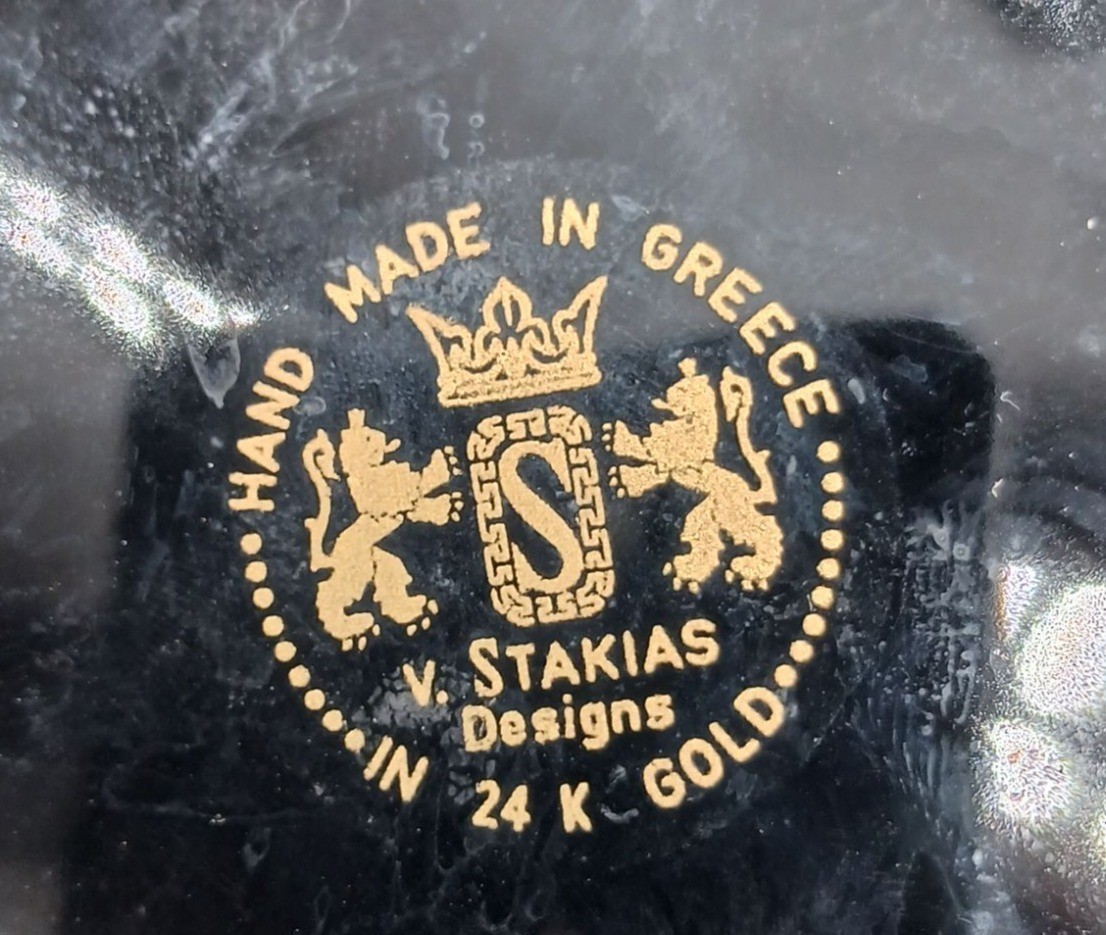 HAND MADE IN GREECE
S
V. STAKIAS
Designs
IN 24 K GOLD